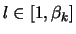 l ∈ [1, β_k]